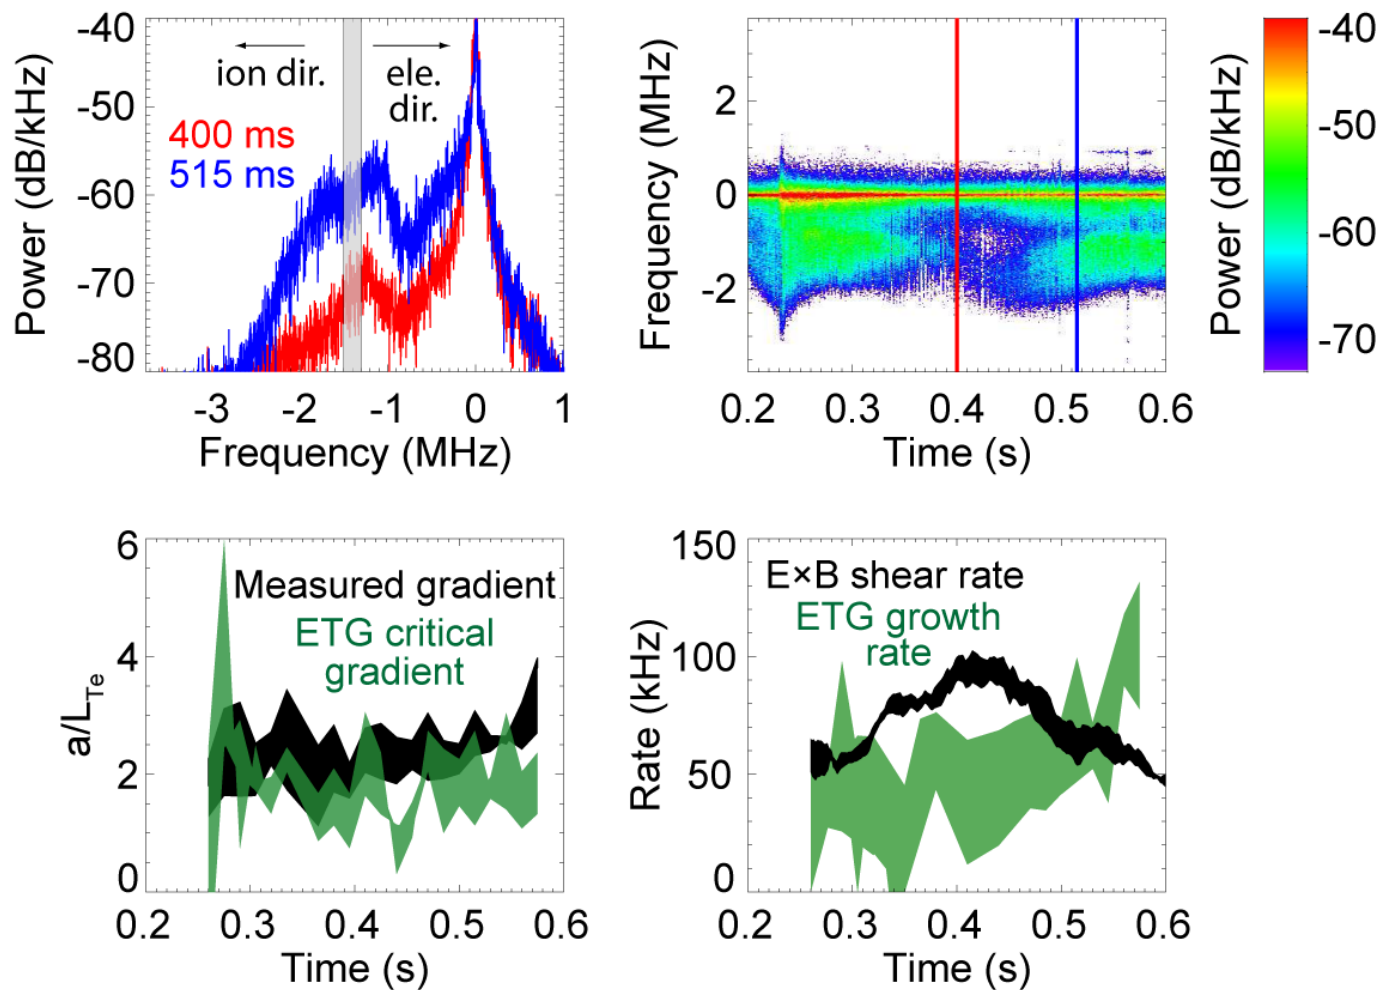 -40
-50
-60
-70
-80
Power (dB/kHz)
ion dir.
ele.
dir.
400 ms
515 ms
-3
-2
-1
0
1
Frequency (MHz)
2
0
-2
Frequency (MHz)
0.2
0.3
0.4
0.5
0.6
Time (s)
Power (dB/kHz)
-40
-50
-60
-70
6
4
2
0
a/LTe
Measured gradient
ETG critical
gradient
0.2
0.3
0.4
0.5
0.6
Time (s)
150
100
50
0
Rate (kHz)
E×B shear rate
ETG growth
rate
0.2
0.3
0.4
0.5
0.6
Time (s)